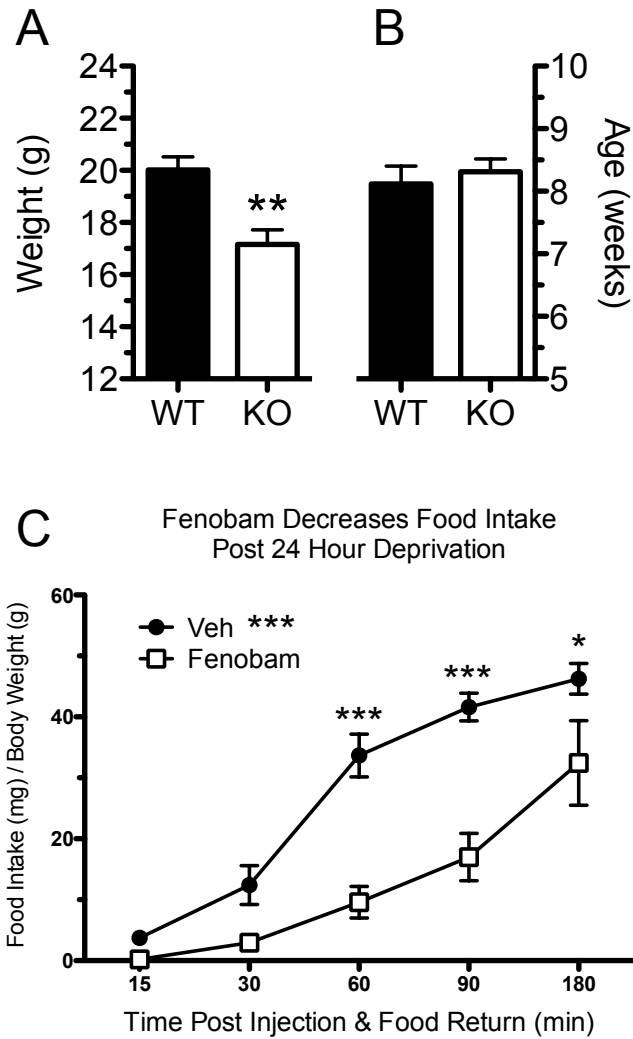 A
B
24
22
20
18
16
14
12
Weight (g)
**
WT
KO
10
9
8
7
6
5
Age (weeks)
WT
KO
C
Fenobam Decreases Food Intake
Post 24 Hour Deprivation
60
40
20
0
Food Intake (mg) / Body Weight (g)
Veh ***
Fenobam
***
***
*
15
30
60
90
180
Time Post Injection & Food Return (min)